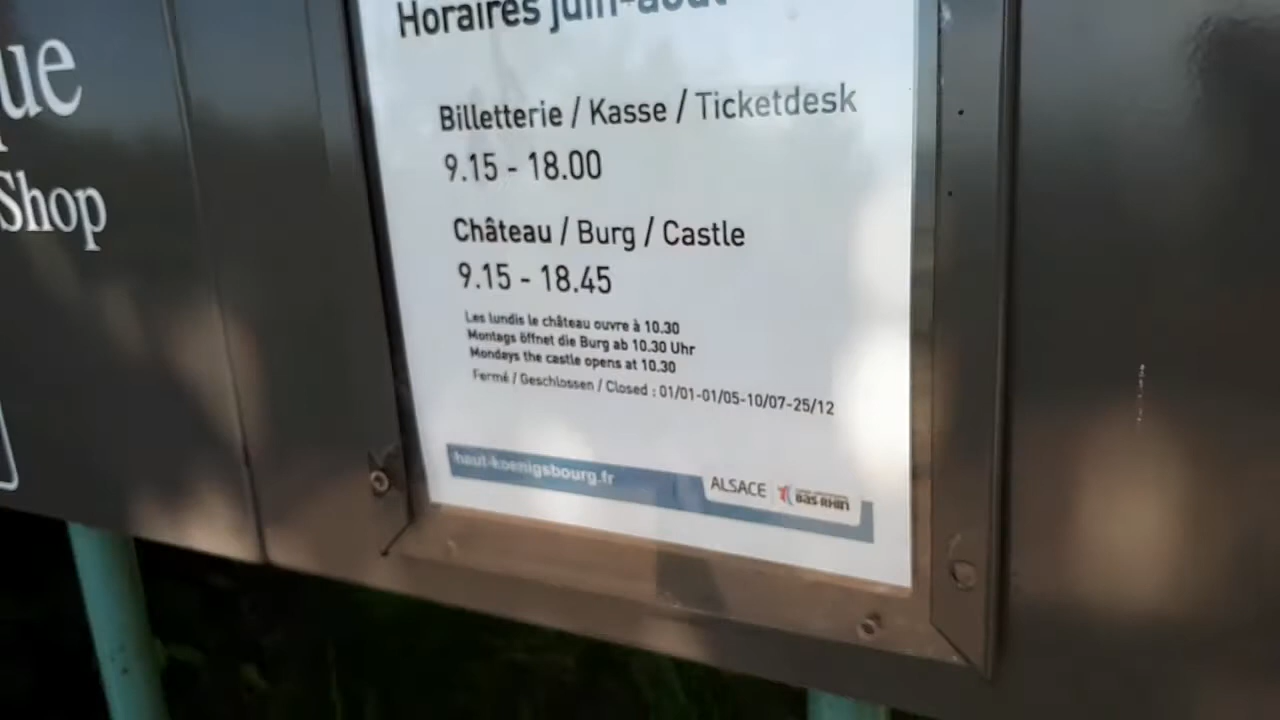 ue
Shop
Horaires juin-août
Billetterie / Kasse / Ticketdesk
9.15 - 18.00
Château / Burg / Castle
9.15 - 18.45
Les lundis le château ouvre à 10.30
Montags öffnet die Burg ab 10.30 Uhr
Mondays the castle opens at 10.30
Fermé / Geschlossen / Closed : 01/01-01/05-10/07-25/12
haut-koenigsbourg.fr
ALSACE
BAS-RHIN